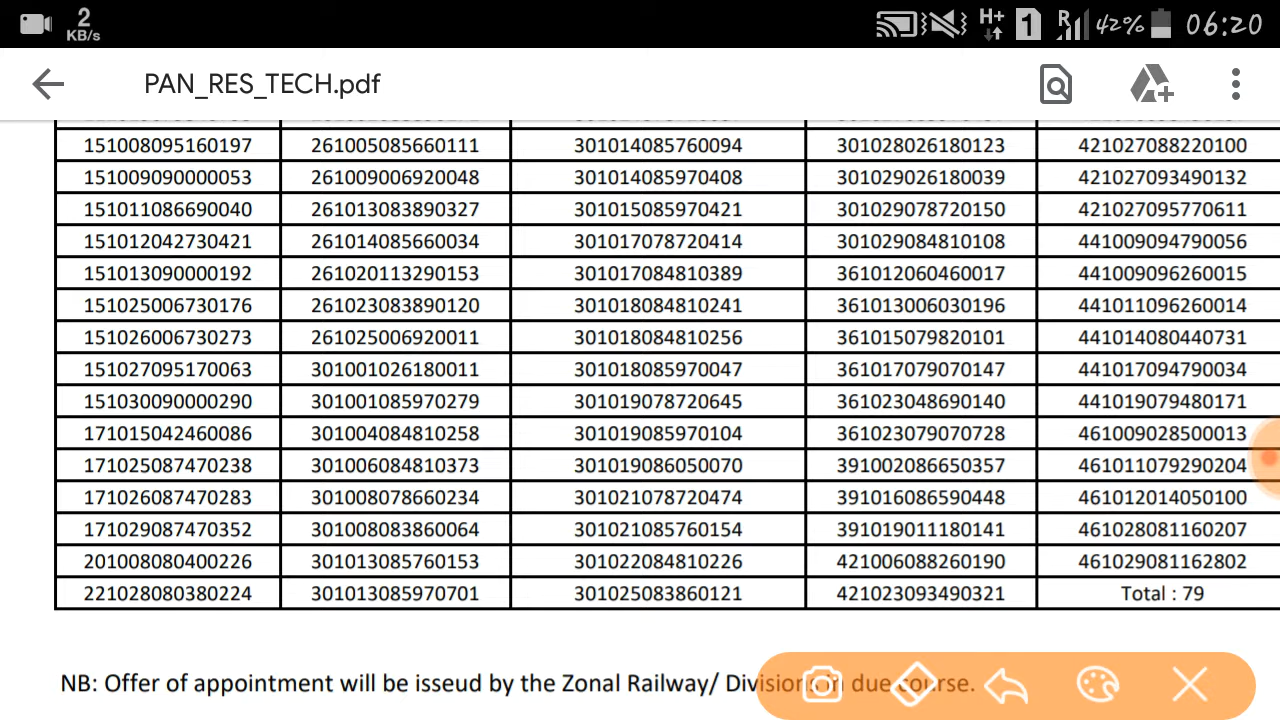 2
KB/s
H+ 1 R 42% 06:20
PAN_RES_TECH.pdf
151008095160197 261005085660111 301014085760094 301028026180123 421027088220100
151009090000053 261009006920048 301014085970408 301029026180039 421027093490132
151011086690040 261013083890327 301015085970421 301029078720150 421027095770611
151012042730421 261014085660034 301017078720414 301029084810108 441009094790056
151013090000192 261020113290153 301017084810389 361012060460017 441009096260015
151025006730176 261023083890120 301018084810241 361013006030196 441011096260014
151026006730273 261025006920011 301018084810256 361015079820101 441014080440731
151027095170063 301001026180011 301018085970047 361017079070147 441017094790034
151030090000290 301001085970279 301019078720645 361023048690140 441019079480171
171015042460086 301004084810258 301019085970104 361023079070728 461009028500013
171025087470238 301006084810373 301019086050070 391002086650357 461011079290204
171026087470283 301008078660234 301021078720474 391016086590448 461012014050100
171029087470352 301008083860064 301021085760154 391019011180141 461028081160207
201008080400226 301013085760153 301022084810226 421006088260190 461029081162802
221028080380224 301013085970701 301025083860121 421023093490321 Total : 79
NB: Offer of appointment will be isseud by the Zonal Railway/ Divisions in due course.